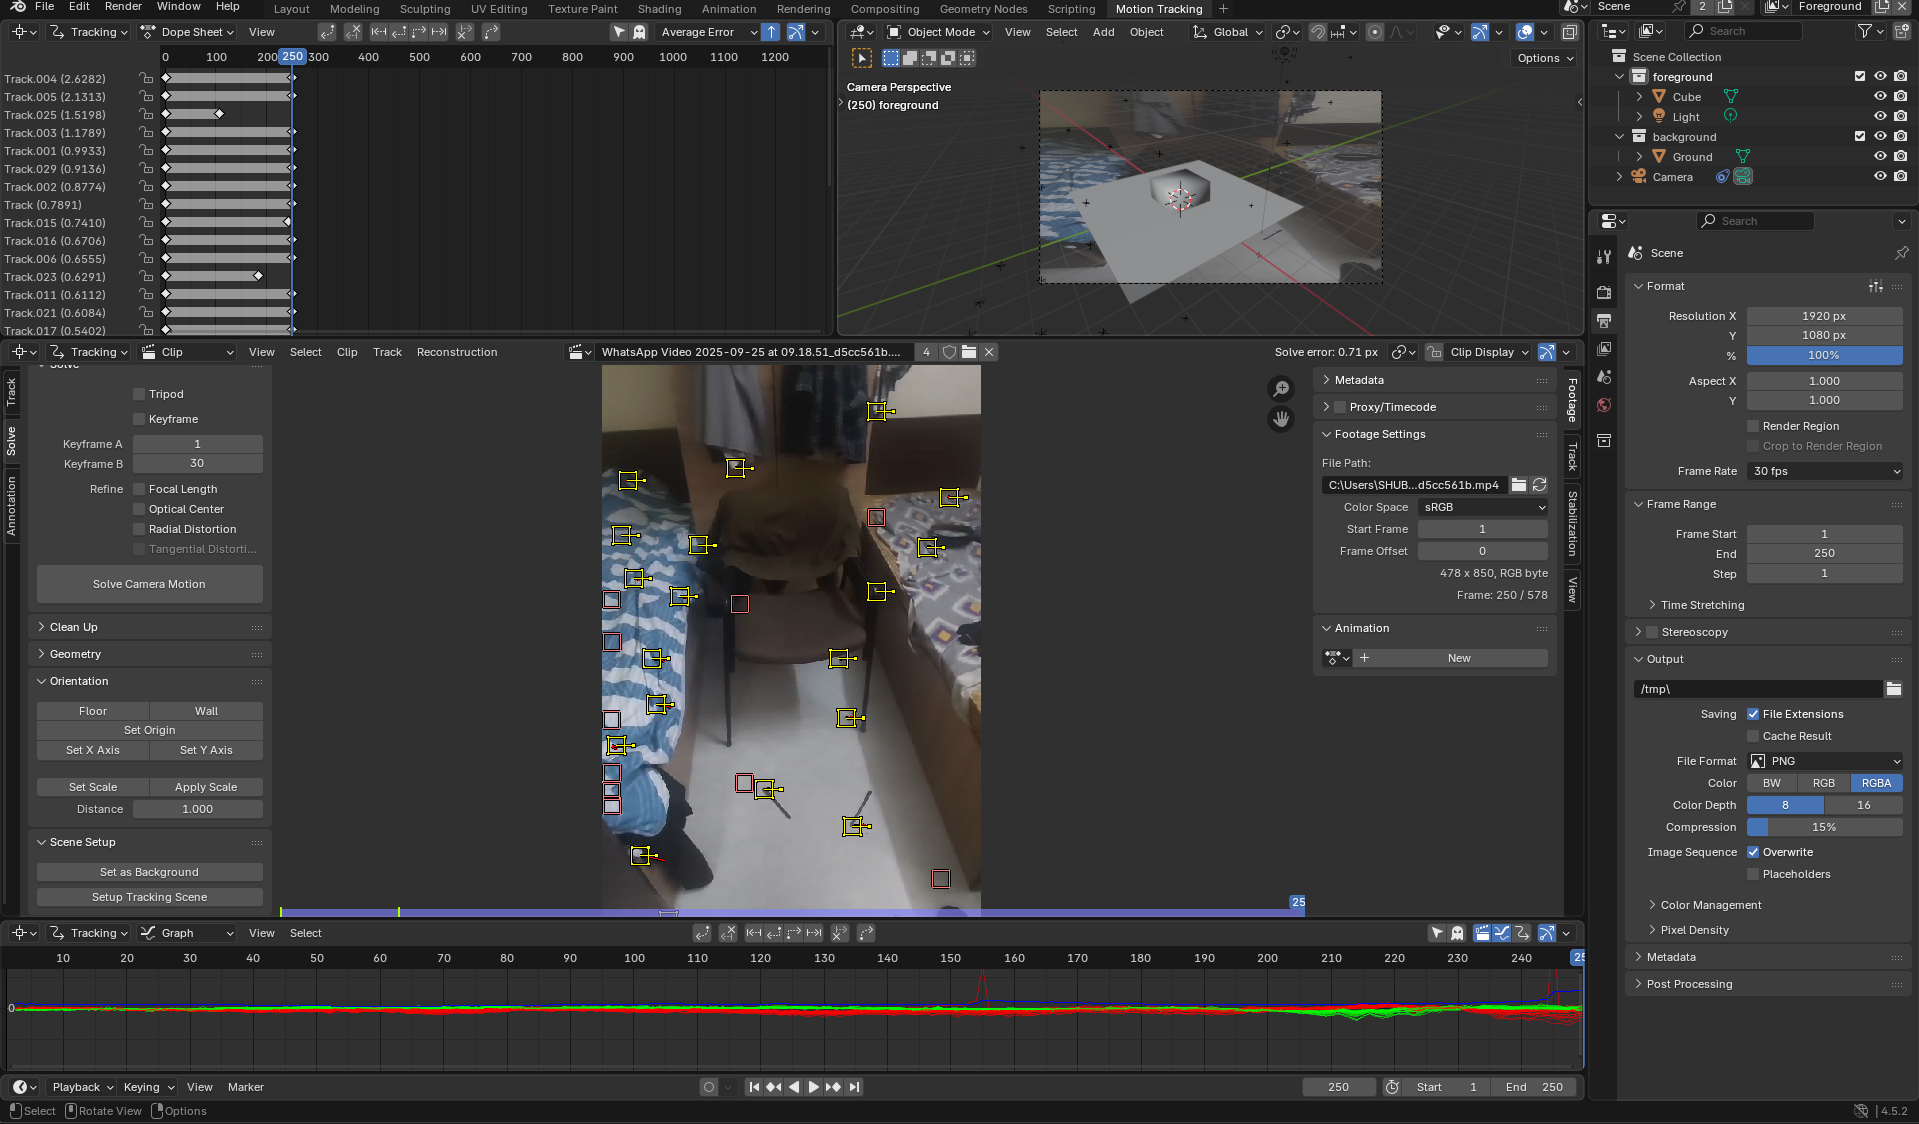 File Edit Render Window Help Layout Modeling Sculpting UV Editing Texture Paint Shading Animation Rendering Compositing Geometry Nodes Scripting Motion Tracking Scene 2 Foreground
Tracking Dope Sheet View Average Error
0 100 200 250 300 400 500 600 700 800 900 1000 1100 1200
Track.004 (2.6282)
Track.005 (2.1313)
Track.025 (1.5198)
Track.003 (1.1789)
Track.001 (0.9933)
Track.029 (0.9136)
Track.002 (0.8774)
Track (0.7891)
Track.015 (0.7410)
Track.016 (0.6706)
Track.006 (0.6555)
Track.023 (0.6291)
Track.011 (0.6112)
Track.021 (0.6084)
Track.017 (0.5402)
Object Mode View Select Add Object Global
Options
Camera Perspective
(250) foreground
Search
Scene Collection
foreground
Cube
Light
background
Ground
Camera
Search
Scene
Format
Resolution X 1920 px
Y 1080 px
% 100%
Aspect X 1.000
Y 1.000
Render Region
Crop to Render Region
Frame Rate 30 fps
Frame Range
Frame Start 1
End 250
Step 1
Time Stretching
Stereoscopy
Output
/tmp\
Saving File Extensions
Cache Result
File Format PNG
Color BW RGB RGBA
Color Depth 8 16
Compression 15%
Image Sequence Overwrite
Placeholders
Color Management
Pixel Density
Metadata
Post Processing
Tracking Clip View Select Clip Track Reconstruction WhatsApp Video 2025-09-25 at 09.18.51_d5cc561b.... 4 Solve error: 0.71 px Clip Display
Track
Solve
Annotation
Solve
Tripod
Keyframe
Keyframe A 1
Keyframe B 30
Refine Focal Length
Optical Center
Radial Distortion
Tangential Distorti...
Solve Camera Motion
Clean Up
Geometry
Orientation
Floor Wall
Set Origin
Set X Axis Set Y Axis
Set Scale Apply Scale
Distance 1.000
Scene Setup
Set as Background
Setup Tracking Scene
25
Metadata
Proxy/Timecode
Footage Settings
File Path:
C:\Users\SHUB...d5cc561b.mp4
Color Space sRGB
Start Frame 1
Frame Offset 0
478 x 850, RGB byte
Frame: 250 / 578
Animation
New
Footage
Track
Stabilization
View
Tracking Graph View Select
10 20 30 40 50 60 70 80 90 100 110 120 130 140 150 160 170 180 190 200 210 220 230 240 25
0
Playback Keying View Marker 250 Start 1 End 250
Select Rotate View Options 4.5.2